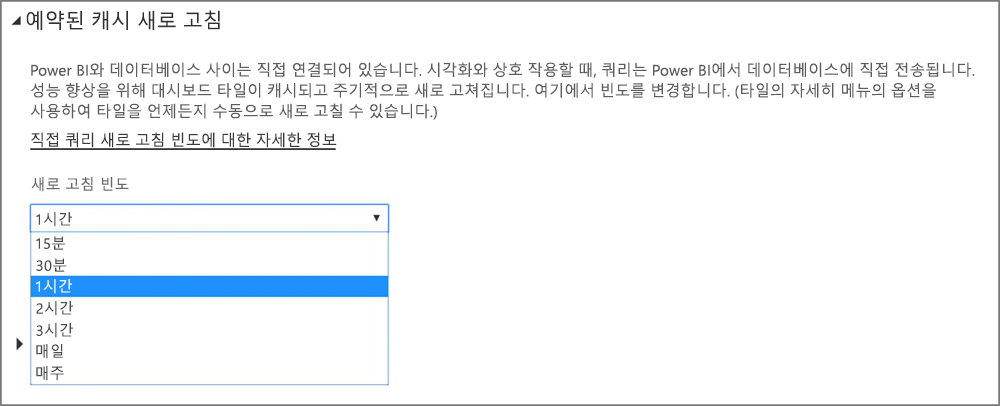 예약된 캐시 새로 고침
Power BI와 데이터베이스 사이는 직접 연결되어 있습니다. 시각화와 상호 작용할 때, 쿼리는 Power BI에서 데이터베이스에 직접 전송됩니다.
성능 향상을 위해 대시보드 타일이 캐시되고 주기적으로 새로 고쳐집니다. 여기에서 빈도를 변경합니다. (타일의 자세히 메뉴의 옵션을
사용하여 타일을 언제든지 수동으로 새로 고칠 수 있습니다.)
직접 쿼리 새로 고침 빈도에 대한 자세한 정보
새로 고침 빈도
1시간
15분
30분
1시간
2시간
3시간
매일
매주